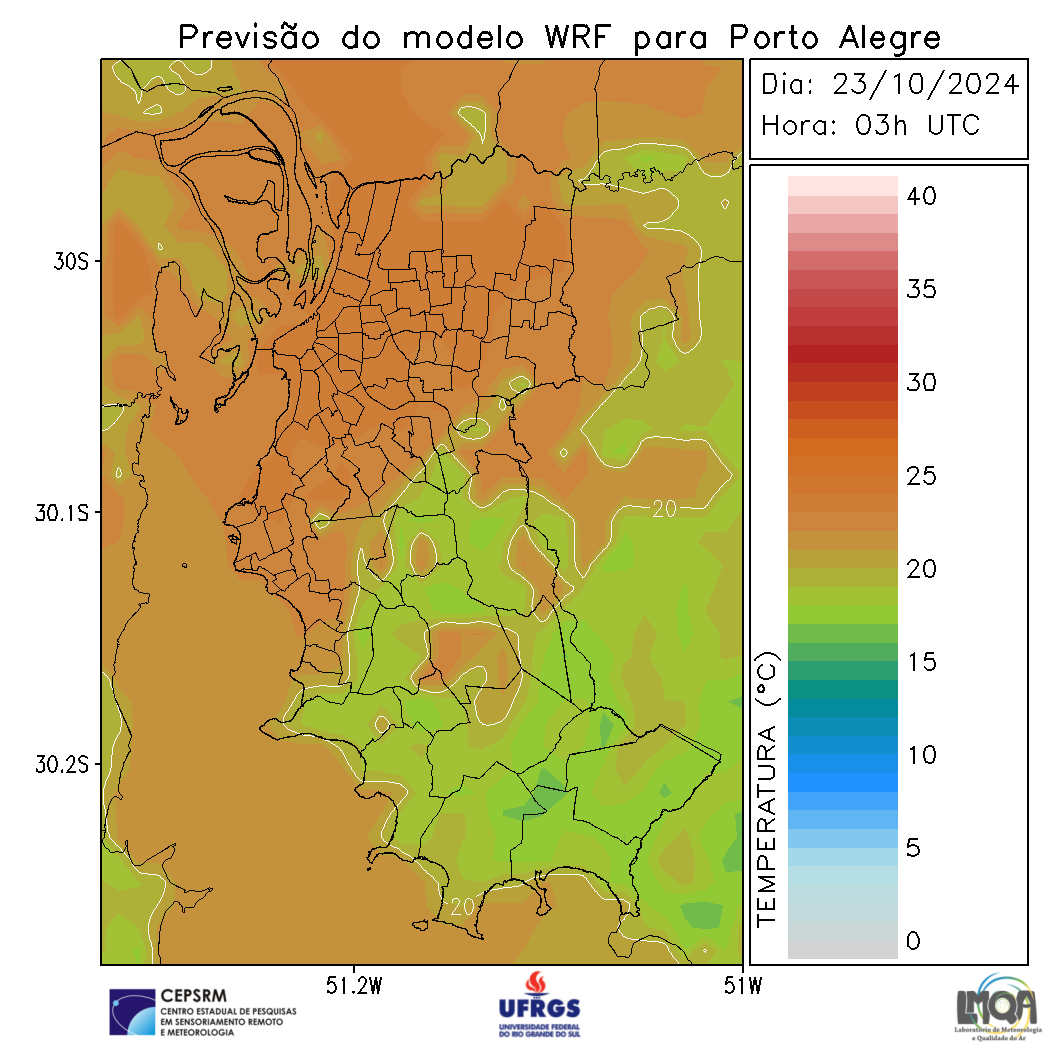 Previsão do modelo WRF para Porto Alegre
Dia: 23/10/2024
Hora: 03h UTC
30S
30.1S
30.2S
51.2W
51W
20
20
TEMPERATURA (°C)
40
35
30
25
20
15
10
5
0
CEPSRM
CENTRO ESTADUAL DE PESQUISAS
EM SENSORIAMENTO REMOTO
E METEOROLOGIA
UFRGS
UNIVERSIDADE FEDERAL
DO RIO GRANDE DO SUL
LMQA
Laboratório de Meteorologia
e Qualidade do Ar